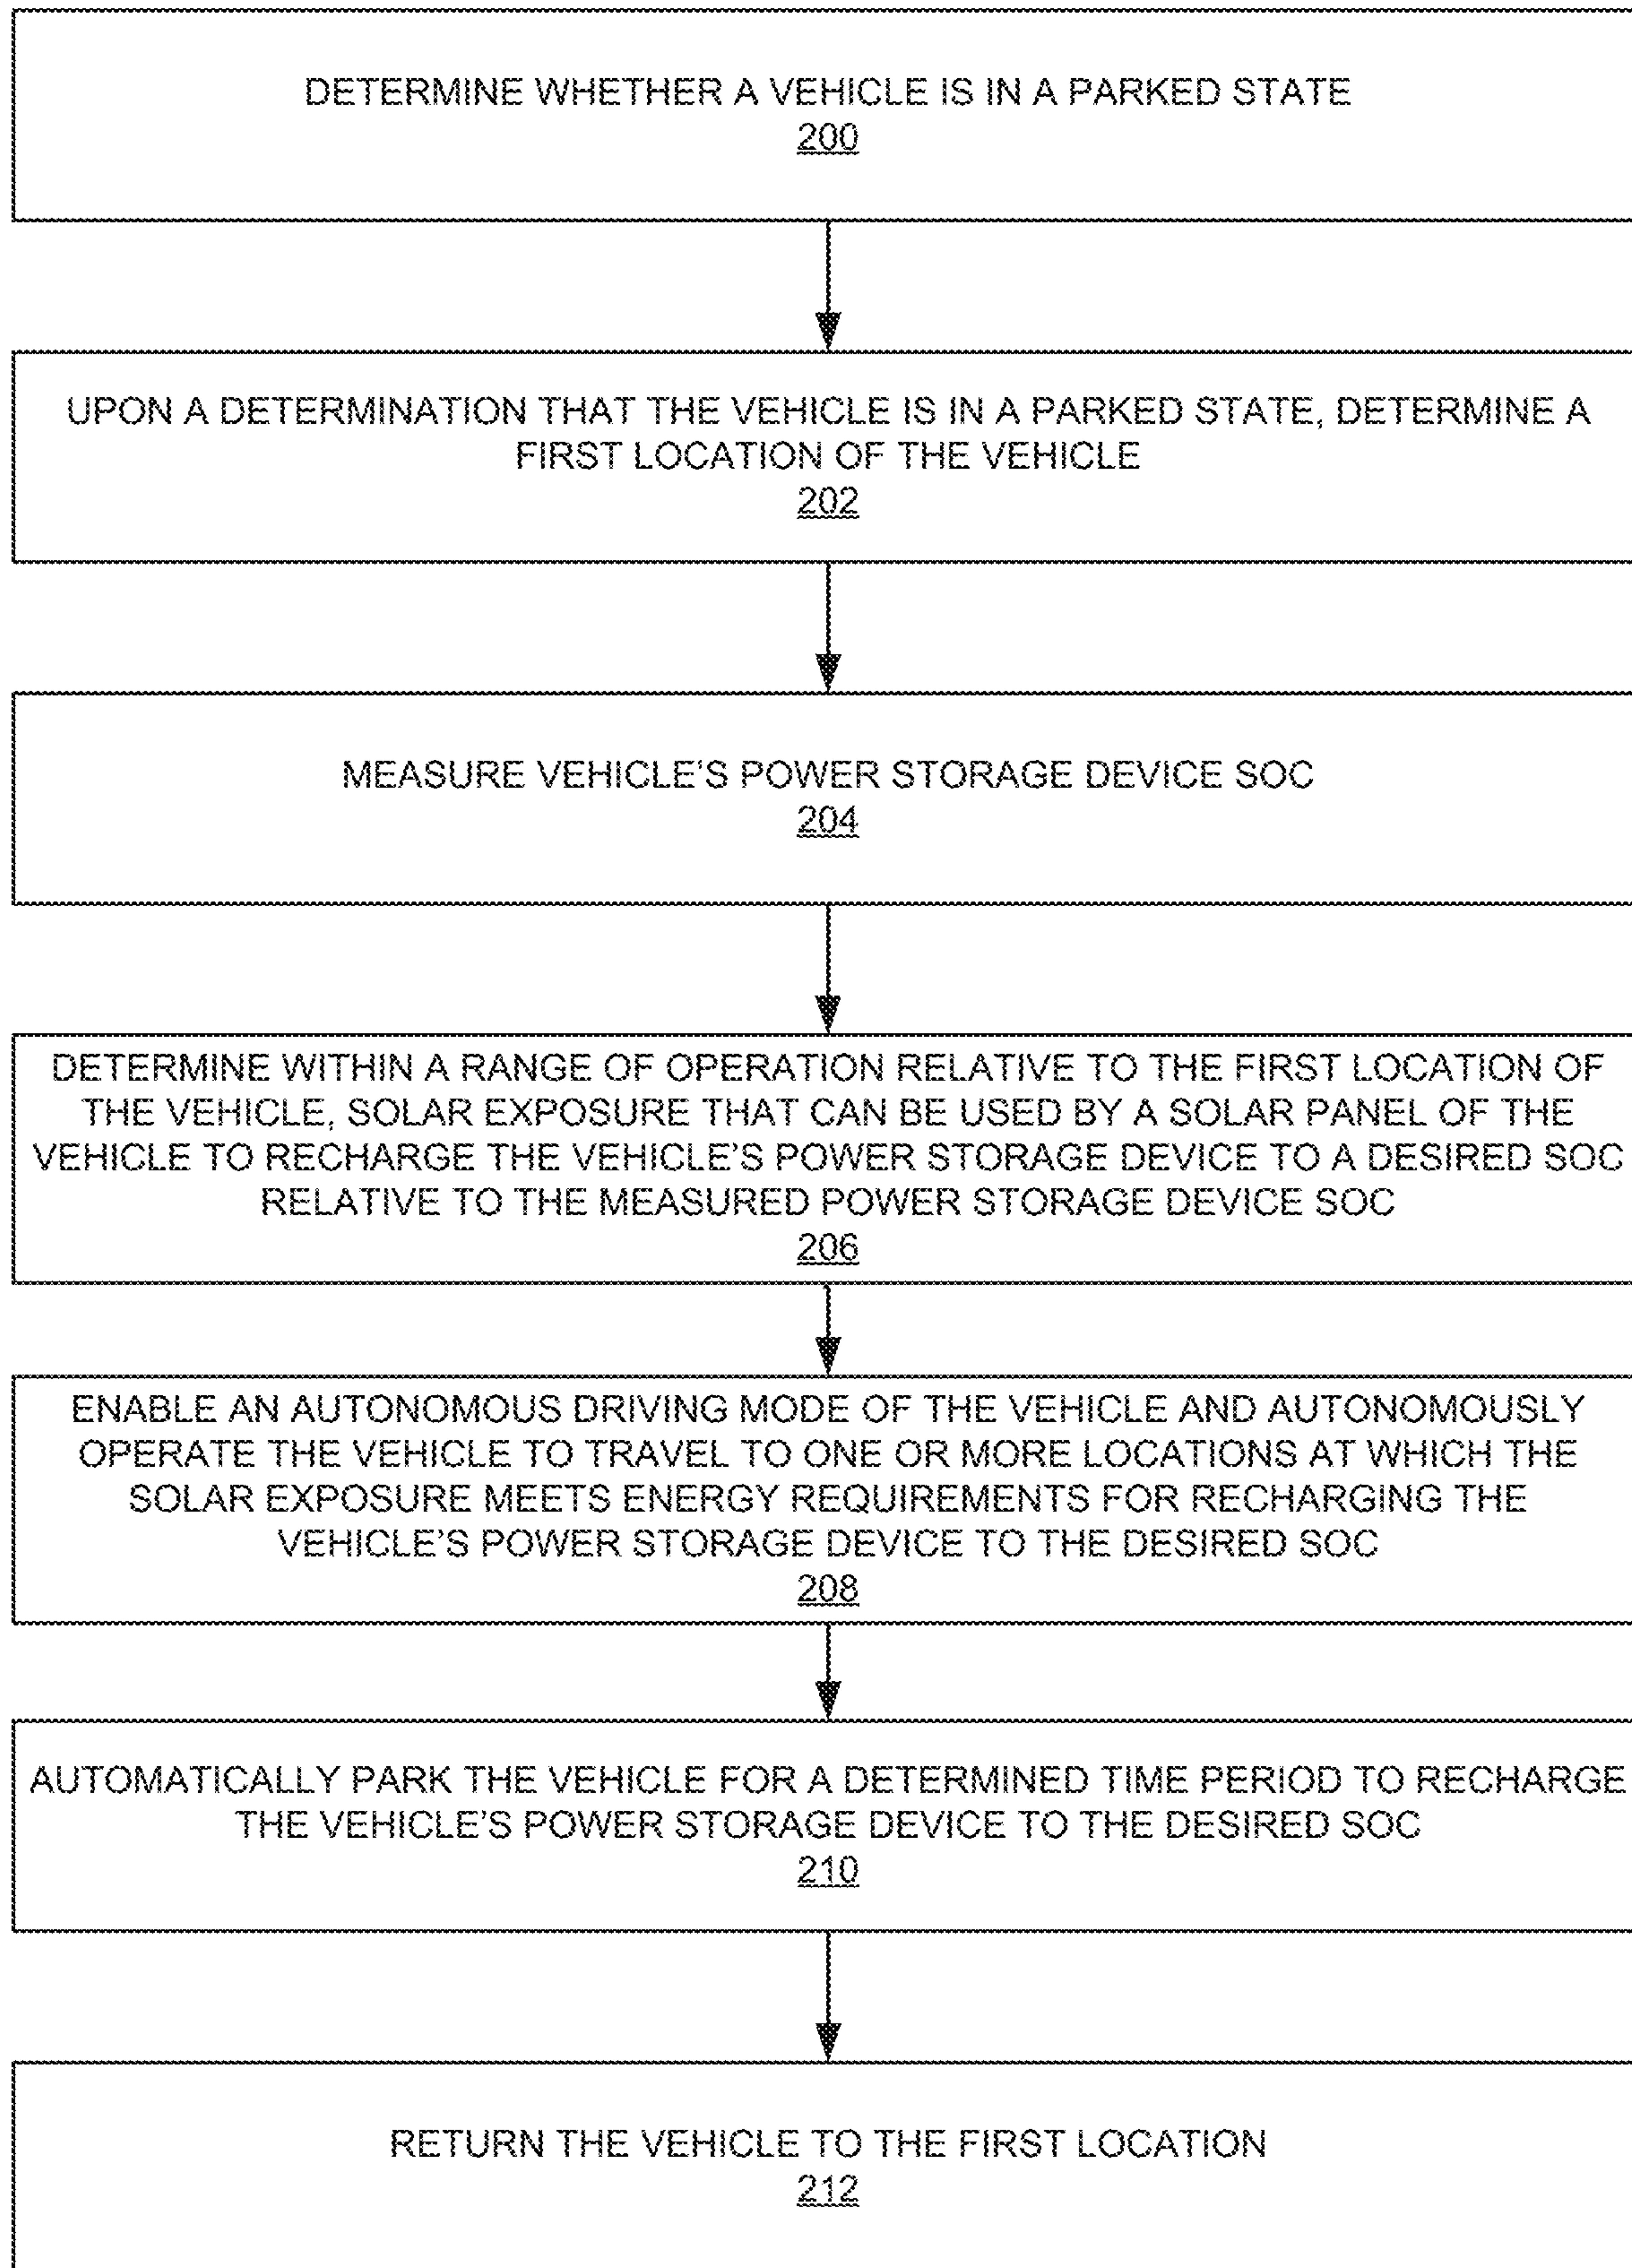 DETERMINE WHETHER A VEHICLE IS IN A PARKED STATE
200
UPON A DETERMINATION THAT THE VEHICLE IS IN A PARKED STATE, DETERMINE A
FIRST LOCATION OF THE VEHICLE
202
MEASURE VEHICLE'S POWER STORAGE DEVICE SOC
204
DETERMINE WITHIN A RANGE OF OPERATION RELATIVE TO THE FIRST LOCATION OF
THE VEHICLE, SOLAR EXPOSURE THAT CAN BE USED BY A SOLAR PANEL OF THE
VEHICLE TO RECHARGE THE VEHICLE'S POWER STORAGE DEVICE TO A DESIRED SOC
RELATIVE TO THE MEASURED POWER STORAGE DEVICE SOC
206
ENABLE AN AUTONOMOUS DRIVING MODE OF THE VEHICLE AND AUTONOMOUSLY
OPERATE THE VEHICLE TO TRAVEL TO ONE OR MORE LOCATIONS AT WHICH THE
SOLAR EXPOSURE MEETS ENERGY REQUIREMENTS FOR RECHARGING THE
VEHICLE'S POWER STORAGE DEVICE TO THE DESIRED SOC
208
AUTOMATICALLY PARK THE VEHICLE FOR A DETERMINED TIME PERIOD TO RECHARGE
THE VEHICLE'S POWER STORAGE DEVICE TO THE DESIRED SOC
210
RETURN THE VEHICLE TO THE FIRST LOCATION
212